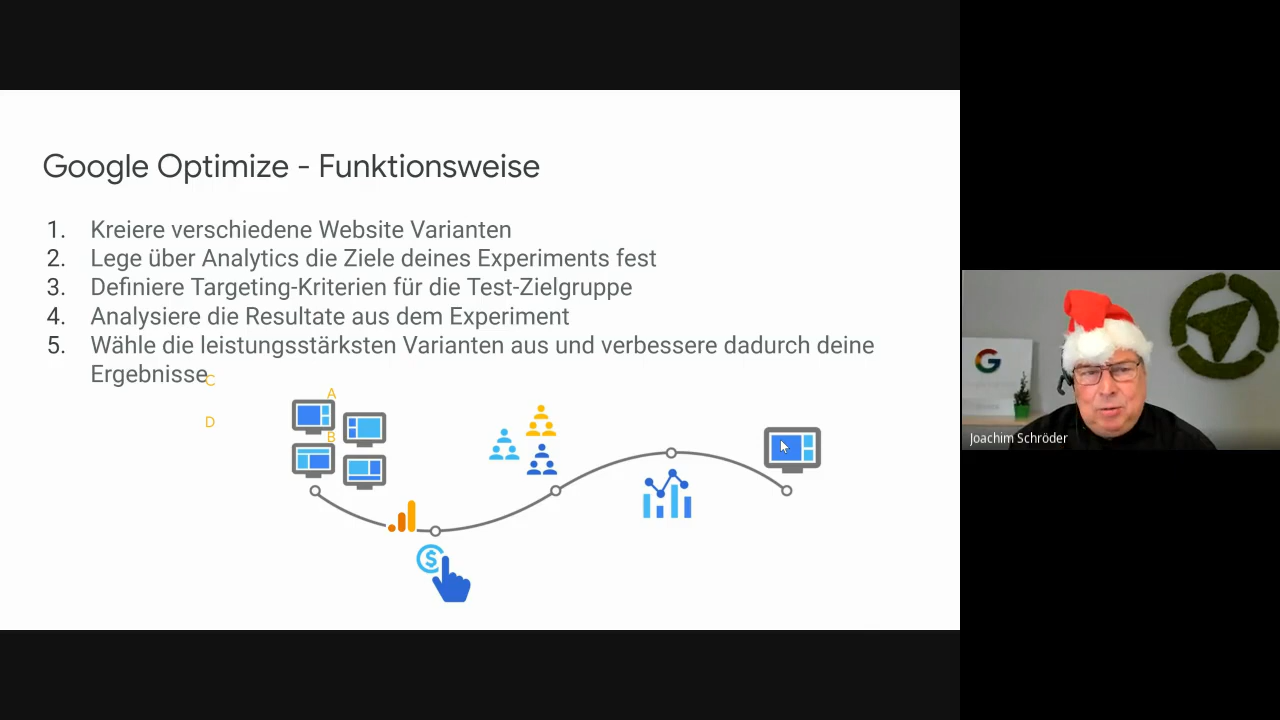 Google Optimize - Funktionsweise
1. Kreiere verschiedene Website Varianten
2. Lege über Analytics die Ziele deines Experiments fest
3. Definiere Targeting-Kriterien für die Test-Zielgruppe
4. Analysiere die Resultate aus dem Experiment
5. Wähle die leistungsstärksten Varianten aus und verbessere dadurch deine
Ergebnisse
C
A
D
B
$
G
Joachim Schröder